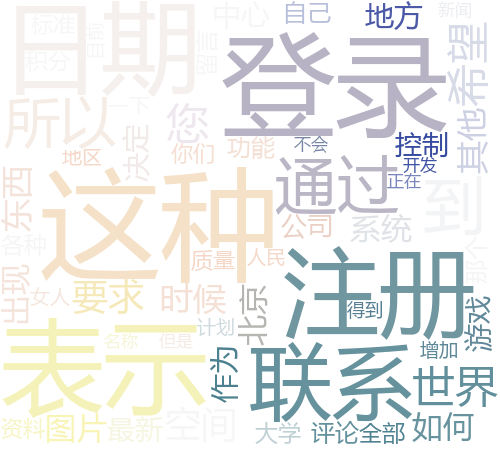 日期
标准
中心
自己
地方
新闻
目前
积分
留言
登录
希望
所以
一下
您
决定
其他
控制
地区
你们
功能
不会
开发
东西
这种
通过
正在
到
公司
系统
各种
质量
人民
那个
出现
女人
要求
时候
北京
注册
得到
游戏
表示
名称
但是
计划
联系
作为
增加
世界
资料
图片
最新
空间
大学
评论
全部
如何